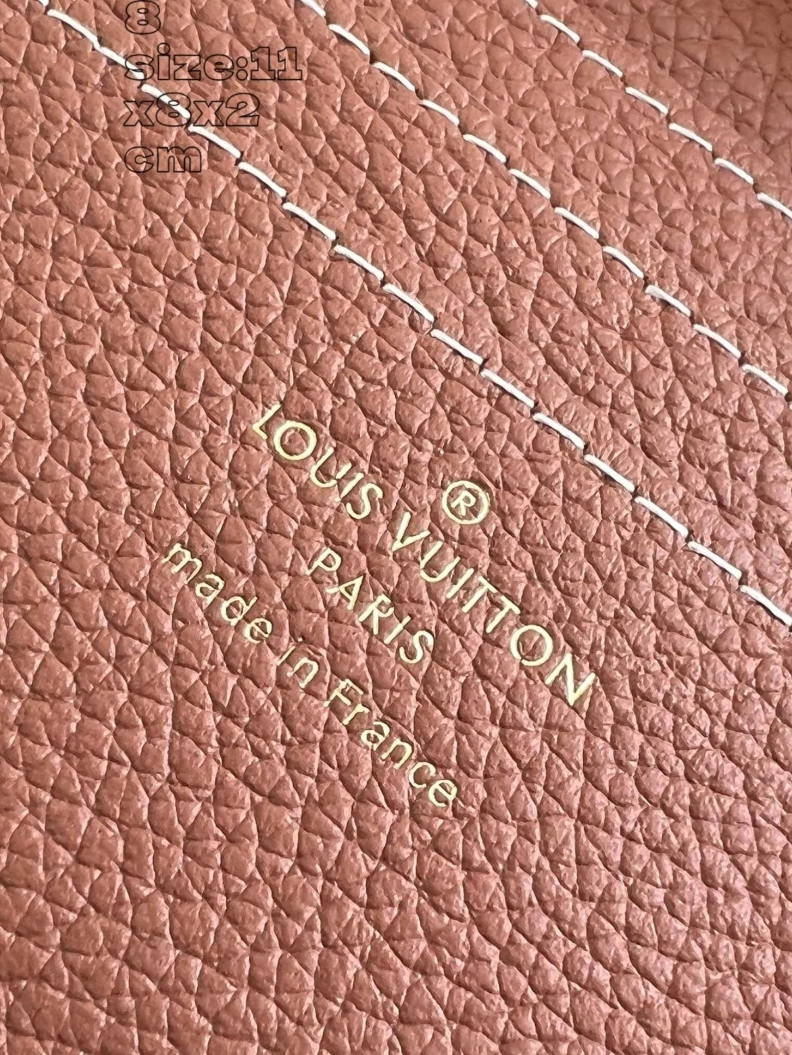 8
size:11
x8x2
cm
®
LOUIS VUITTON
PARIS
made in France